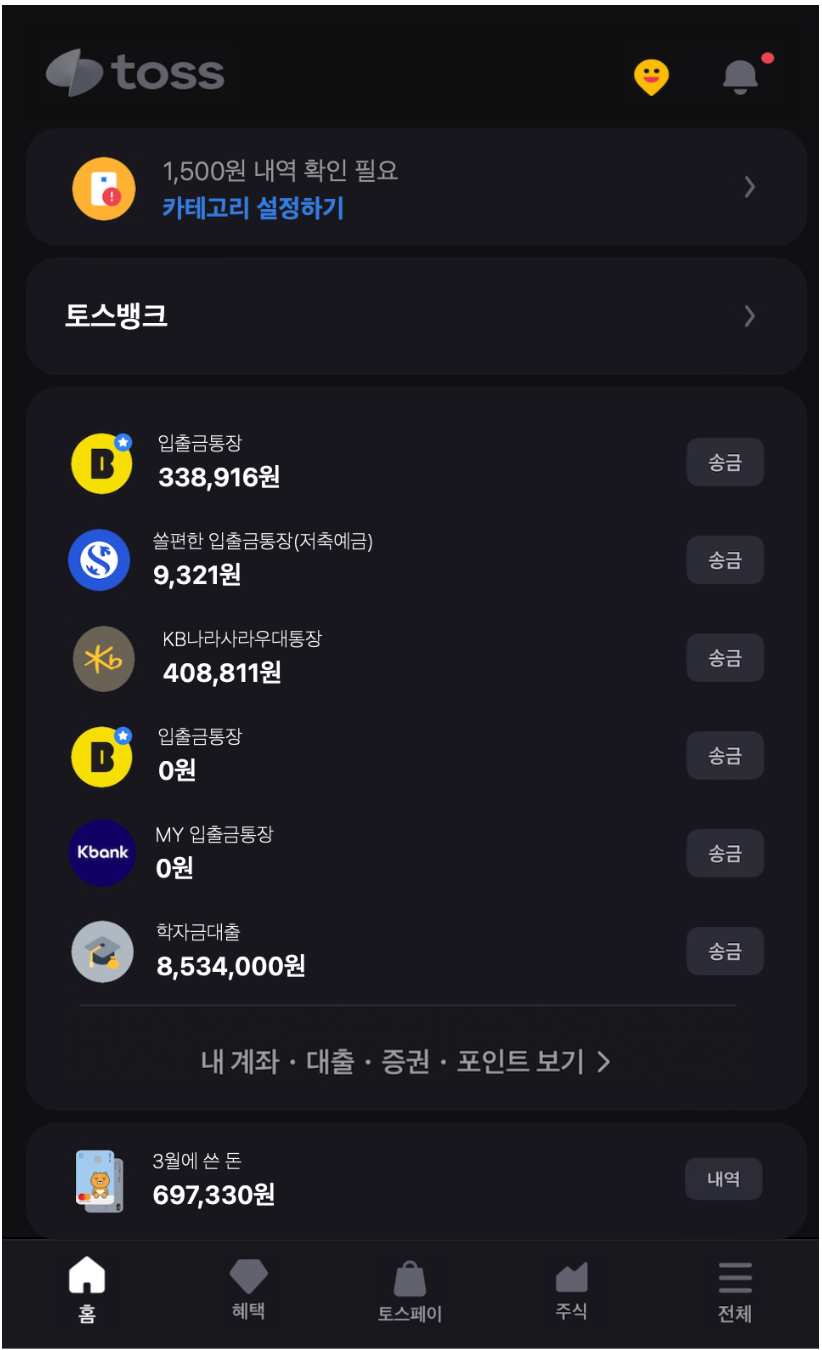 toss
1,500원 내역 확인 필요
카테고리 설정하기
토스뱅크
입출금통장
338,916원
송금
쏠편한 입출금통장(저축예금)
9,321원
송금
KB나라사라우대통장
408,811원
송금
입출금통장
0원
송금
Kbank
MY 입출금통장
0원
송금
학자금대출
8,534,000원
송금
내 계좌 · 대출 · 증권 · 포인트 보기
3월에 쓴 돈
697,330원
내역
홈
혜택
토스페이
주식
전체